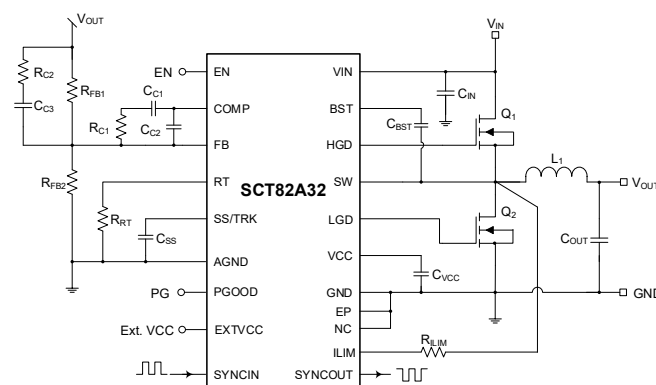 VOUT
VIN
RC2
RFB1
CC3
EN
EN
VIN
CIN
CC1
COMP
BST
Q1
RC1
CC2
CBST
FB
HGD
L1
SCT82A32
RFB2
RT
SW
VOUT
RRT
SS/TRK
LGD
Q2
CSS
COUT
VCC
AGND
CVCC
PG
PGOOD
GND
GND
EP
Ext. VCC
EXTVCC
NC
RILIM
ILIM
SYNCIN
SYNCOUT